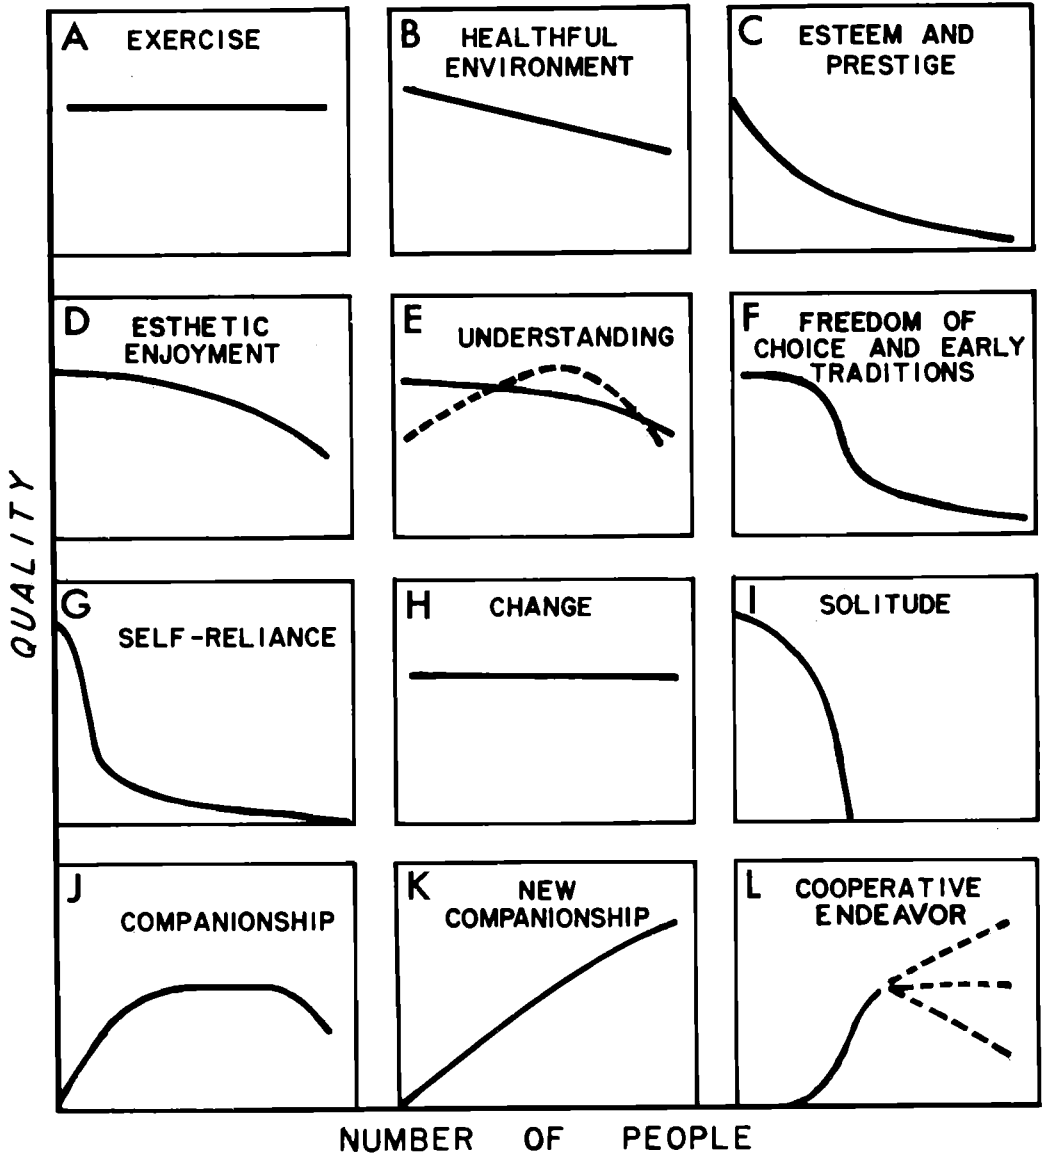 A EXERCISE
B HEALTHFUL
ENVIRONMENT
C ESTEEM AND
PRESTIGE
D ESTHETIC
ENJOYMENT
E UNDERSTANDING
F FREEDOM OF
CHOICE AND EARLY
TRADITIONS
G SELF-RELIANCE
H CHANGE
I SOLITUDE
J COMPANIONSHIP
K NEW
COMPANIONSHIP
L COOPERATIVE
ENDEAVOR
QUALITY
NUMBER OF PEOPLE